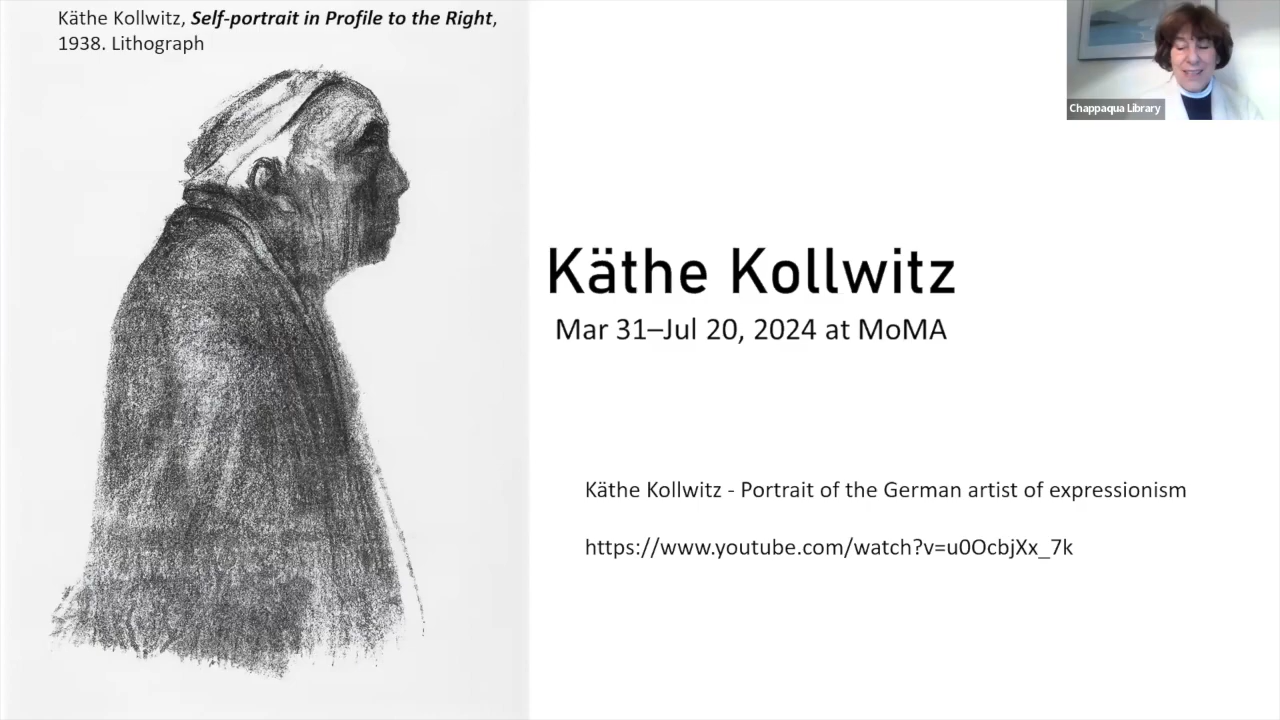 Käthe Kollwitz, Self-portrait in Profile to the Right,
1938. Lithograph
Chappaqua Library
Käthe Kollwitz
Mar 31–Jul 20, 2024 at MoMA
Käthe Kollwitz - Portrait of the German artist of expressionism
https://www.youtube.com/watch?v=u0OcbjXx_7k